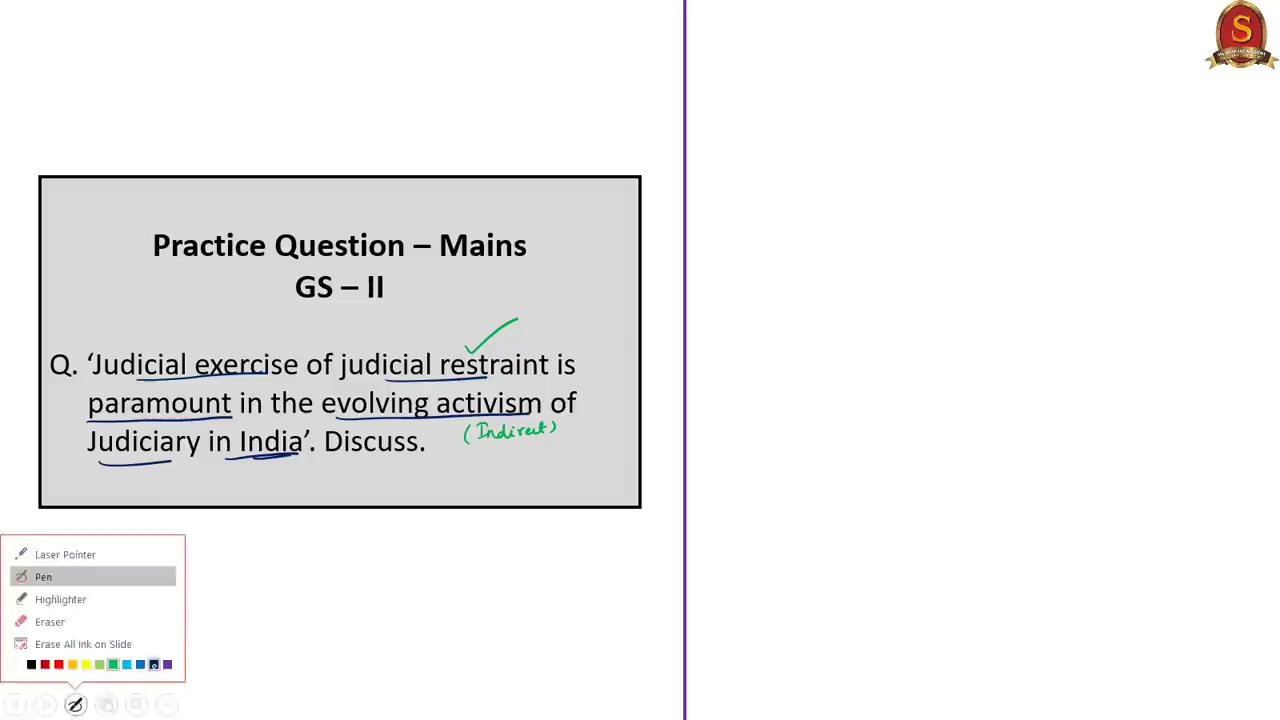 S
Practice Question – Mains
GS – II
Q. ‘Judicial exercise of judicial restraint is
paramount in the evolving activism of
Judiciary in India’. Discuss.
(Indirect)
Laser Pointer
Pen
Highlighter
Eraser
Erase All Ink on Slide